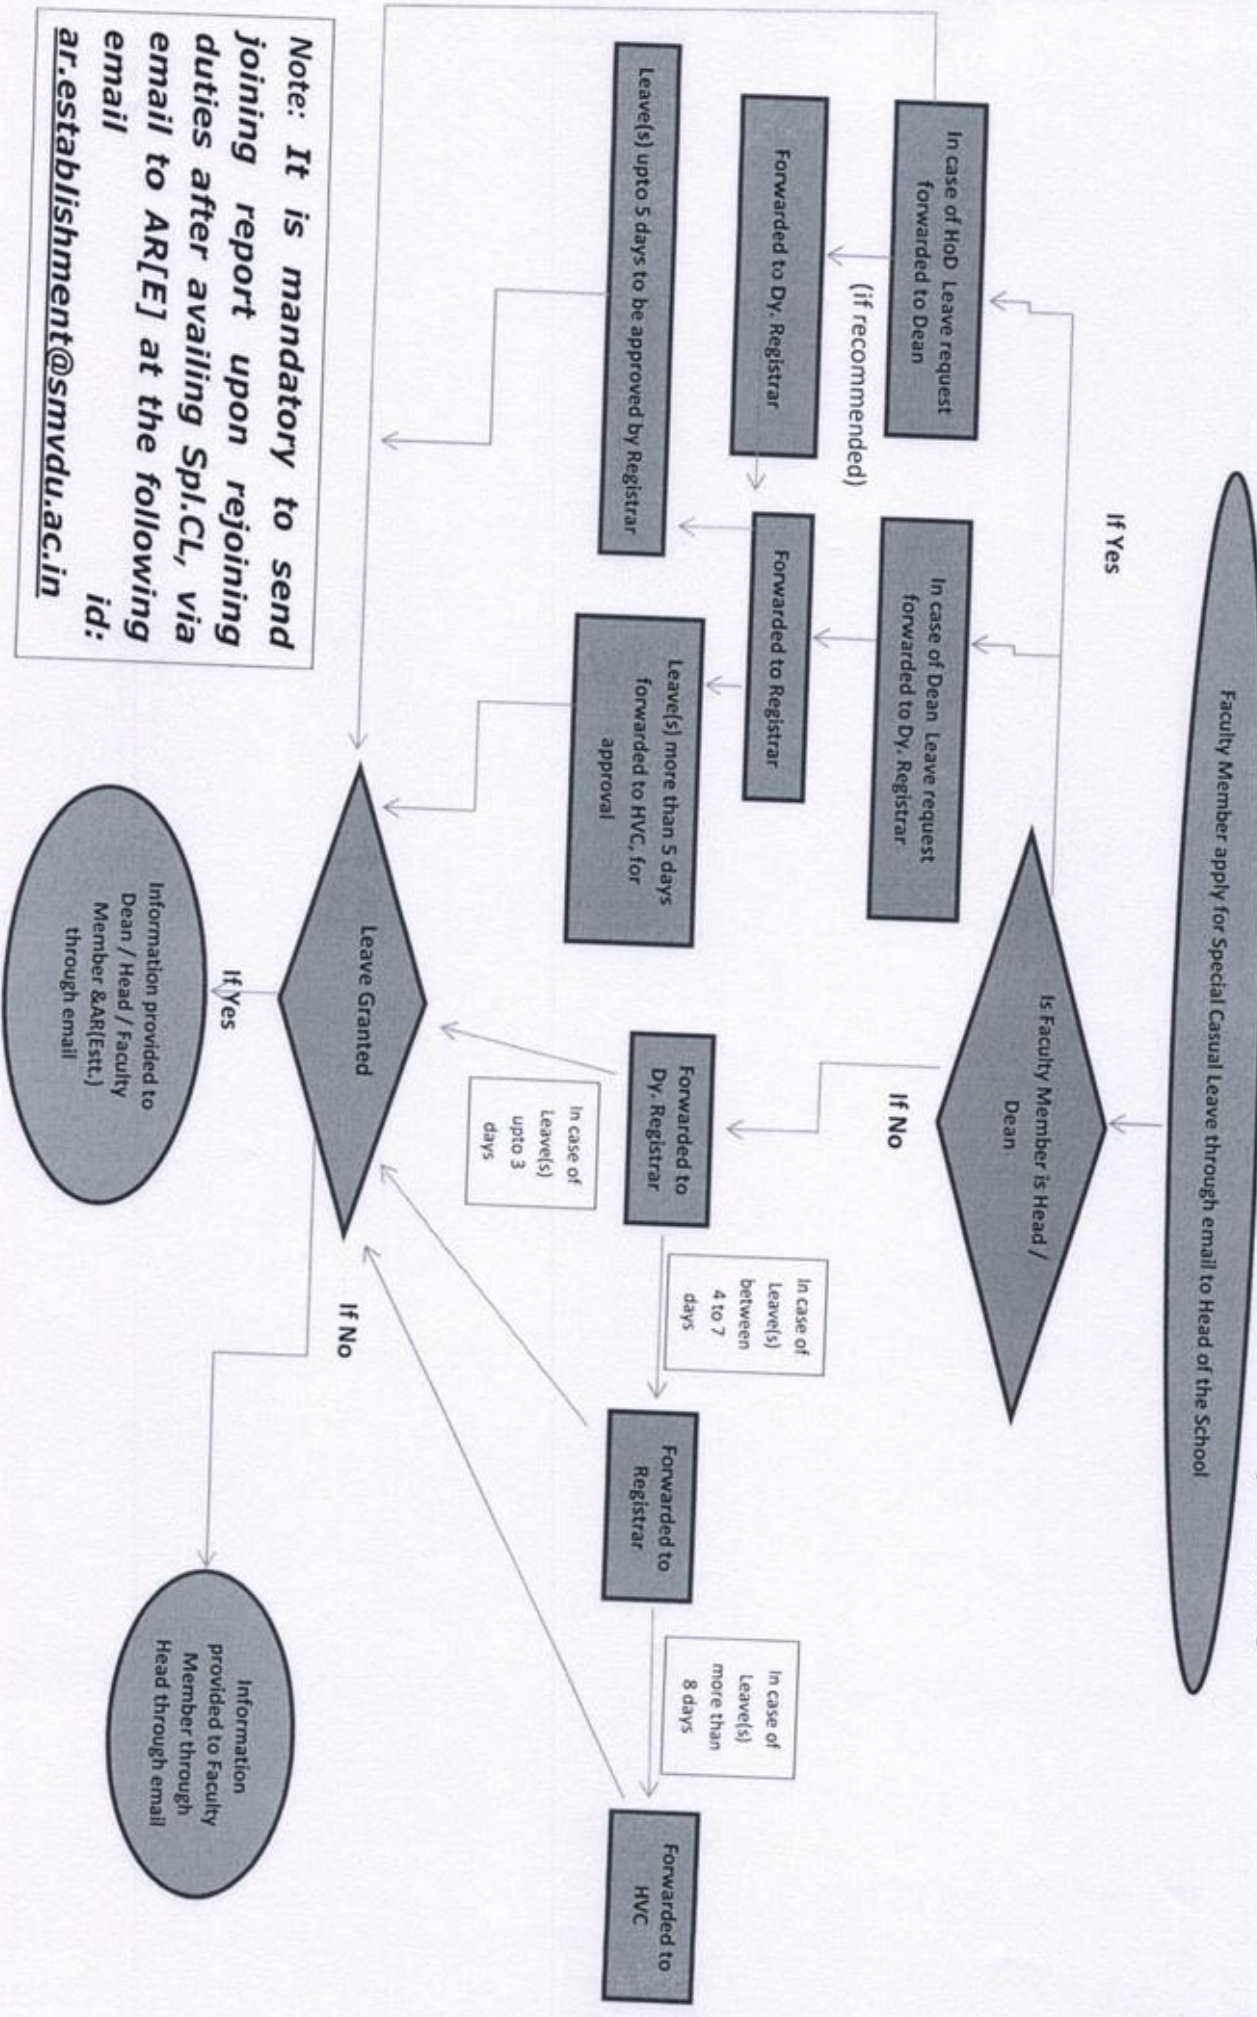 Faculty Member apply for Special Casual Leave through email to Head of the School
Is Faculty Member is Head /
Dean
If Yes
If No
In case of HoD Leave request
forwarded to Dean
In case of Dean Leave request
forwarded to Dy. Registrar
(if recommended)
Forwarded to Dy. Registrar
Forwarded to Registrar
Leave(s) upto 5 days to be approved by Registrar
Leave(s) more than 5 days
forwarded to HVC, for
approval
Forwarded to
Dy. Registrar
In case of
Leave(s)
between
4 to 7
days
Forwarded to
Registrar
In case of
Leave(s)
more than
8 days
Forwarded to
HVC
In case of
Leave(s)
upto 3
days
Leave Granted
If Yes
If No
Information provided to
Dean / Head / Faculty
Member &AR(Estt.)
through email
Information
provided to Faculty
Member through
Head through email
Note: It is mandatory to send
joining report upon rejoining
duties after availing Spl.CL, via
email to AR[E] at the following
email id:
ar.establishment@smvdu.ac.in